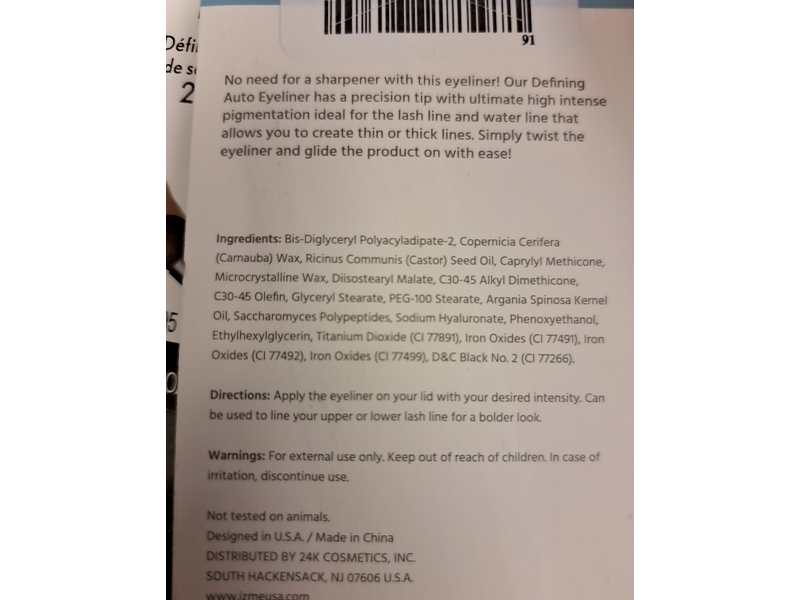 91
Défi
de s
2
No need for a sharpener with this eyeliner! Our Defining
Auto Eyeliner has a precision tip with ultimate high intense
pigmentation ideal for the lash line and water line that
allows you to create thin or thick lines. Simply twist the
eyeliner and glide the product on with ease!
Ingredients: Bis-Diglyceryl Polyacyladipate-2, Copernicia Cerifera
(Carnauba) Wax, Ricinus Communis (Castor) Seed Oil, Caprylyl Methicone,
Microcrystalline Wax, Diisostearyl Malate, C30-45 Alkyl Dimethicone,
C30-45 Olefin, Glyceryl Stearate, PEG-100 Stearate, Argania Spinosa Kernel
Oil, Saccharomyces Polypeptides, Sodium Hyaluronate, Phenoxyethanol,
Ethylhexylglycerin, Titanium Dioxide (CI 77891), Iron Oxides (CI 77491), Iron
Oxides (CI 77492), Iron Oxides (CI 77499), D&C Black No. 2 (CI 77266).
Directions: Apply the eyeliner on your lid with your desired intensity. Can
be used to line your upper or lower lash line for a bolder look.
Warnings: For external use only. Keep out of reach of children. In case of
irritation, discontinue use.
Not tested on animals.
Designed in U.S.A. / Made in China
DISTRIBUTED BY 24K COSMETICS, INC.
SOUTH HACKENSACK, NJ 07606 U.S.A.
www.izmeusa.com